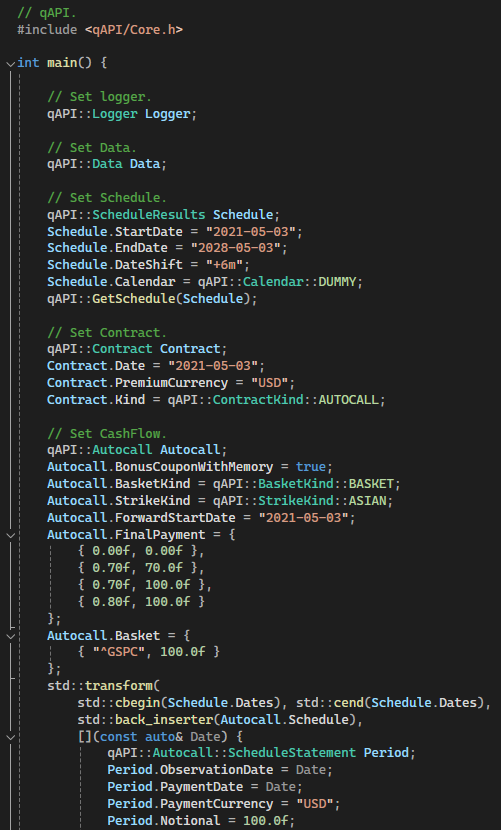 // qAPI.
#include <qAPI/Core.h>
int main() {
// Set logger.
qAPI::Logger Logger;
// Set Data.
qAPI::Data Data;
// Set Schedule.
qAPI::ScheduleResults Schedule;
Schedule.StartDate = "2021-05-03";
Schedule.EndDate = "2028-05-03";
Schedule.DateShift = "+6m";
Schedule.Calendar = qAPI::Calendar::DUMMY;
qAPI::GetSchedule(Schedule);
// Set Contract.
qAPI::Contract Contract;
Contract.Date = "2021-05-03";
Contract.PremiumCurrency = "USD";
Contract.Kind = qAPI::ContractKind::AUTOCALL;
// Set CashFlow.
qAPI::Autocall Autocall;
Autocall.BonusCouponWithMemory = true;
Autocall.BasketKind = qAPI::BasketKind::BASKET;
Autocall.StrikeKind = qAPI::StrikeKind::ASIAN;
Autocall.ForwardStartDate = "2021-05-03";
Autocall.FinalPayment = {
{ 0.00f, 0.00f },
{ 0.70f, 70.0f },
{ 0.70f, 100.0f },
{ 0.80f, 100.0f }
};
Autocall.Basket = {
{ "^GSPC", 100.0f }
};
std::transform(
std::cbegin(Schedule.Dates), std::cend(Schedule.Dates),
std::back_inserter(Autocall.Schedule),
[](const auto& Date) {
qAPI::Autocall::ScheduleStatement Period;
Period.ObservationDate = Date;
Period.PaymentDate = Date;
Period.PaymentCurrency = "USD";
Period.Notional = 100.0f;